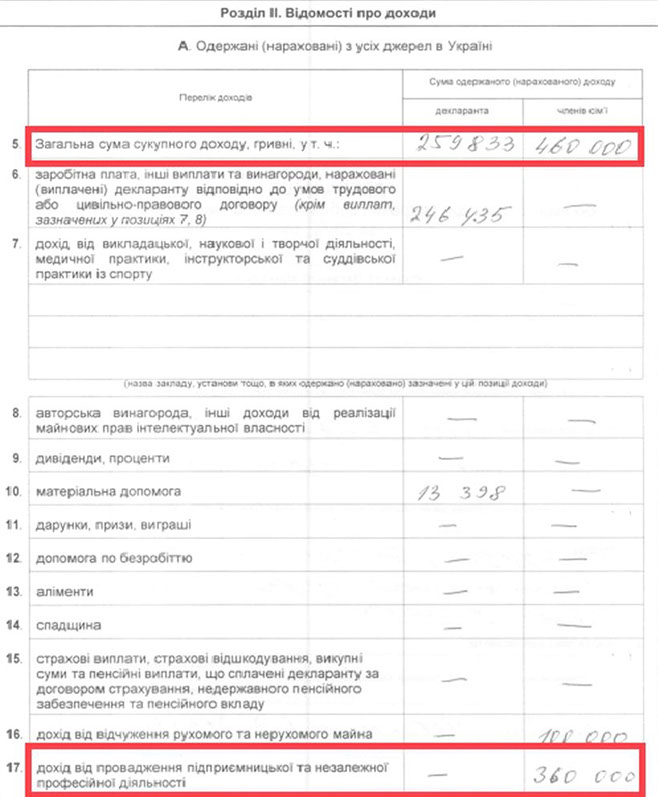 Розділ ІІ. Відомості про доходи
А. Одержані (нараховані) з усіх джерел в Україні
Перелік доходів
Сума одержаного (нарахованого) доходу
декларанта
членів сім'ї
5. Загальна сума сукупного доходу, гривні, у т. ч.: 259833 460 000
6. заробітна плата, інші виплати та винагороди, нараховані
(виплачені) декларанту відповідно до умов трудового
або цивільно-правового договору (крім виплат,
зазначених у позиціях 7, 8) 246 435 —
7. дохід від викладацької, наукової і творчої діяльності,
медичної практики, інструкторської та суддівської
практики із спорту — —
(назва закладу, установи тощо, в яких одержано (нараховано) зазначені у цій позиції доходи)
8. авторська винагорода, інші доходи від реалізації
майнових прав інтелектуальної власності — —
9. дивіденди, проценти — —
10. матеріальна допомога 13 398 —
11. дарунки, призи, виграші — —
12. допомога по безробіттю — —
13. аліменти — —
14. спадщина — —
15. страхові виплати, страхові відшкодування, викупні
суми та пенсійні виплати, що сплачені декларанту за
договором страхування, недержавного пенсійного
забезпечення та пенсійного вкладу — —
16. дохід від відчуження рухомого та нерухомого майна — 100 000
17. дохід від провадження підприємницької та незалежної
професійної діяльності — 360 000